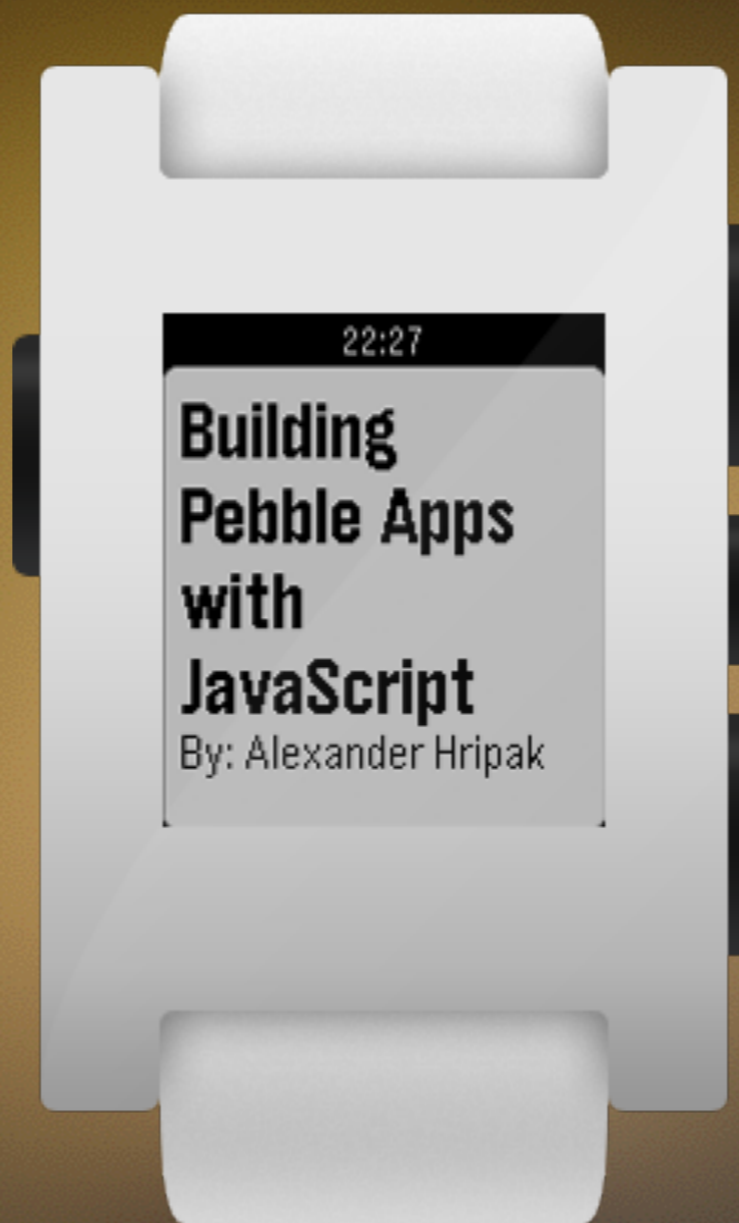 22:27
Building
Pebble Apps
with
JavaScript
By: Alexander Hripak